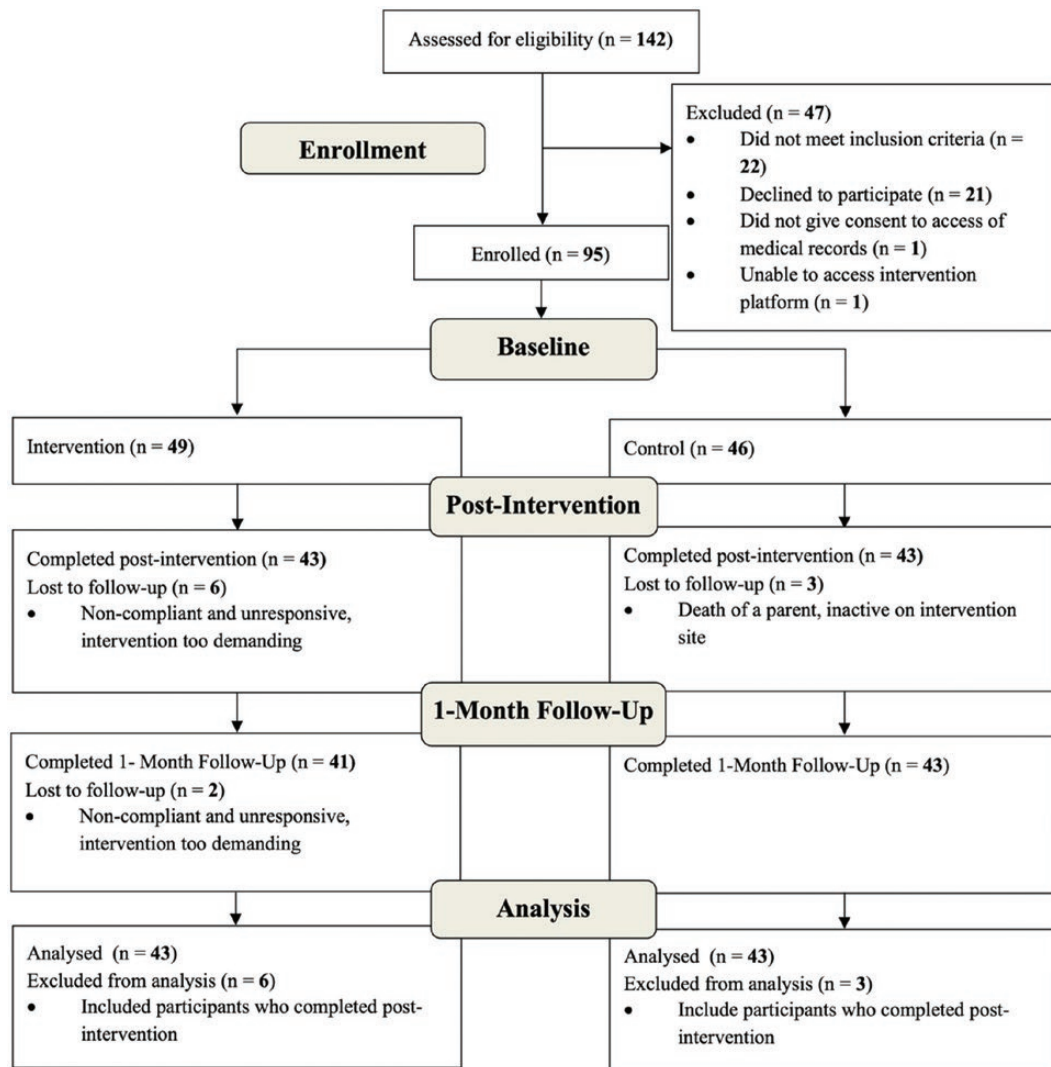 Assessed for eligibility (n = 142)
Enrollment
Excluded (n = 47)
• Did not meet inclusion criteria (n =
22)
• Declined to participate (n = 21)
• Did not give consent to access of
medical records (n = 1)
• Unable to access intervention
platform (n = 1)
Enrolled (n = 95)
Baseline
Intervention (n = 49)
Control (n = 46)
Post-Intervention
Completed post-intervention (n = 43)
Lost to follow-up (n = 6)
• Non-compliant and unresponsive,
intervention too demanding
Completed post-intervention (n = 43)
Lost to follow-up (n = 3)
• Death of a parent, inactive on intervention
site
1-Month Follow-Up
Completed 1- Month Follow-Up (n = 41)
Lost to follow-up (n = 2)
• Non-compliant and unresponsive,
intervention too demanding
Completed 1-Month Follow-Up (n = 43)
Analysis
Analysed (n = 43)
Excluded from analysis (n = 6)
• Included participants who completed post-
intervention
Analysed (n = 43)
Excluded from analysis (n = 3)
• Include participants who completed post-
intervention